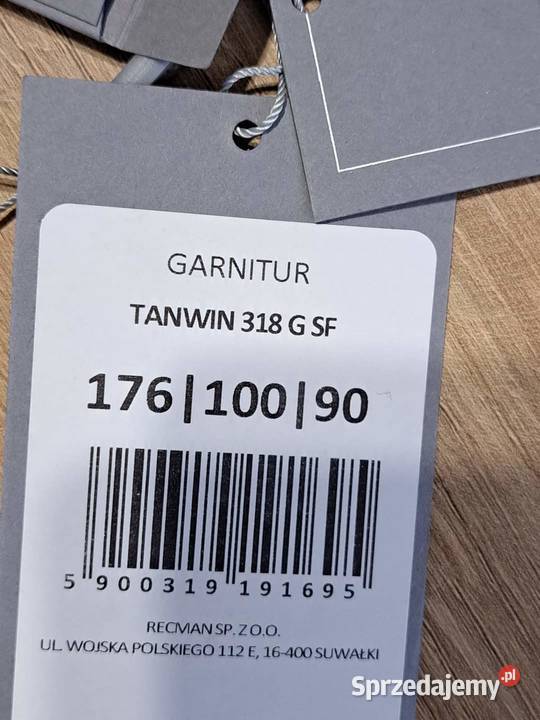 GARNITUR
TANWIN 318 G SF
176|100|90
5 900319 191695
RECMAN SP. Z O.O.
UL. WOJSKA POLSKIEGO 112 E, 16-400 SUWAŁKI
Sprzedajemy.pl